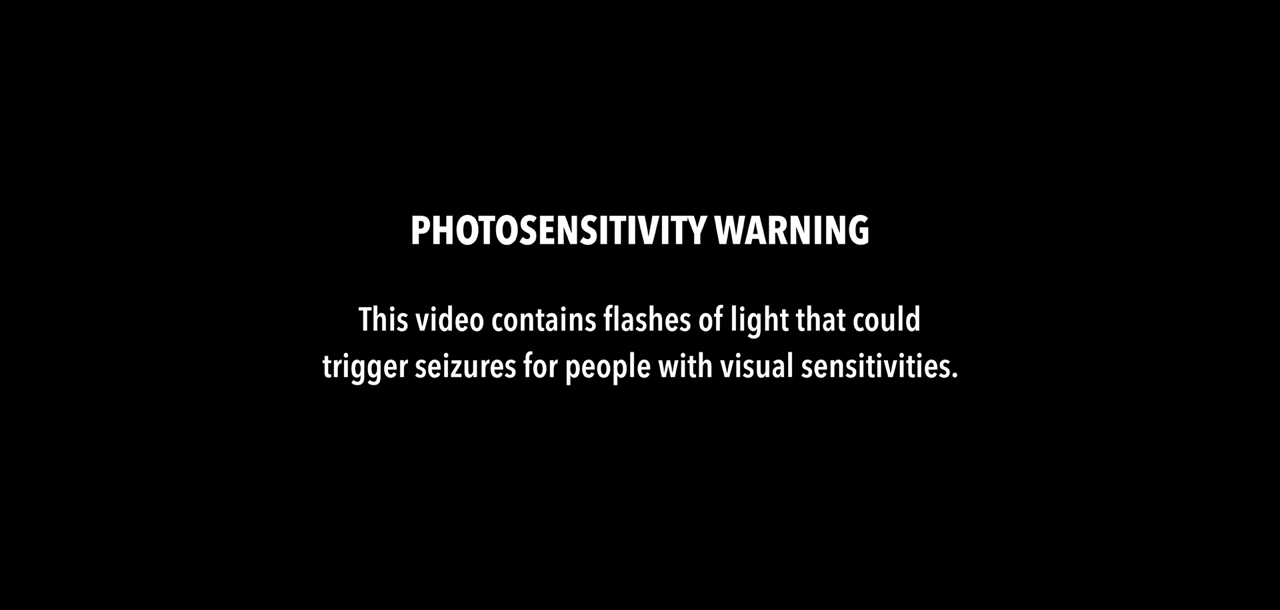 PHOTOSENSITIVITY WARNING
This video contains flashes of light that could
trigger seizures for people with visual sensitivities.